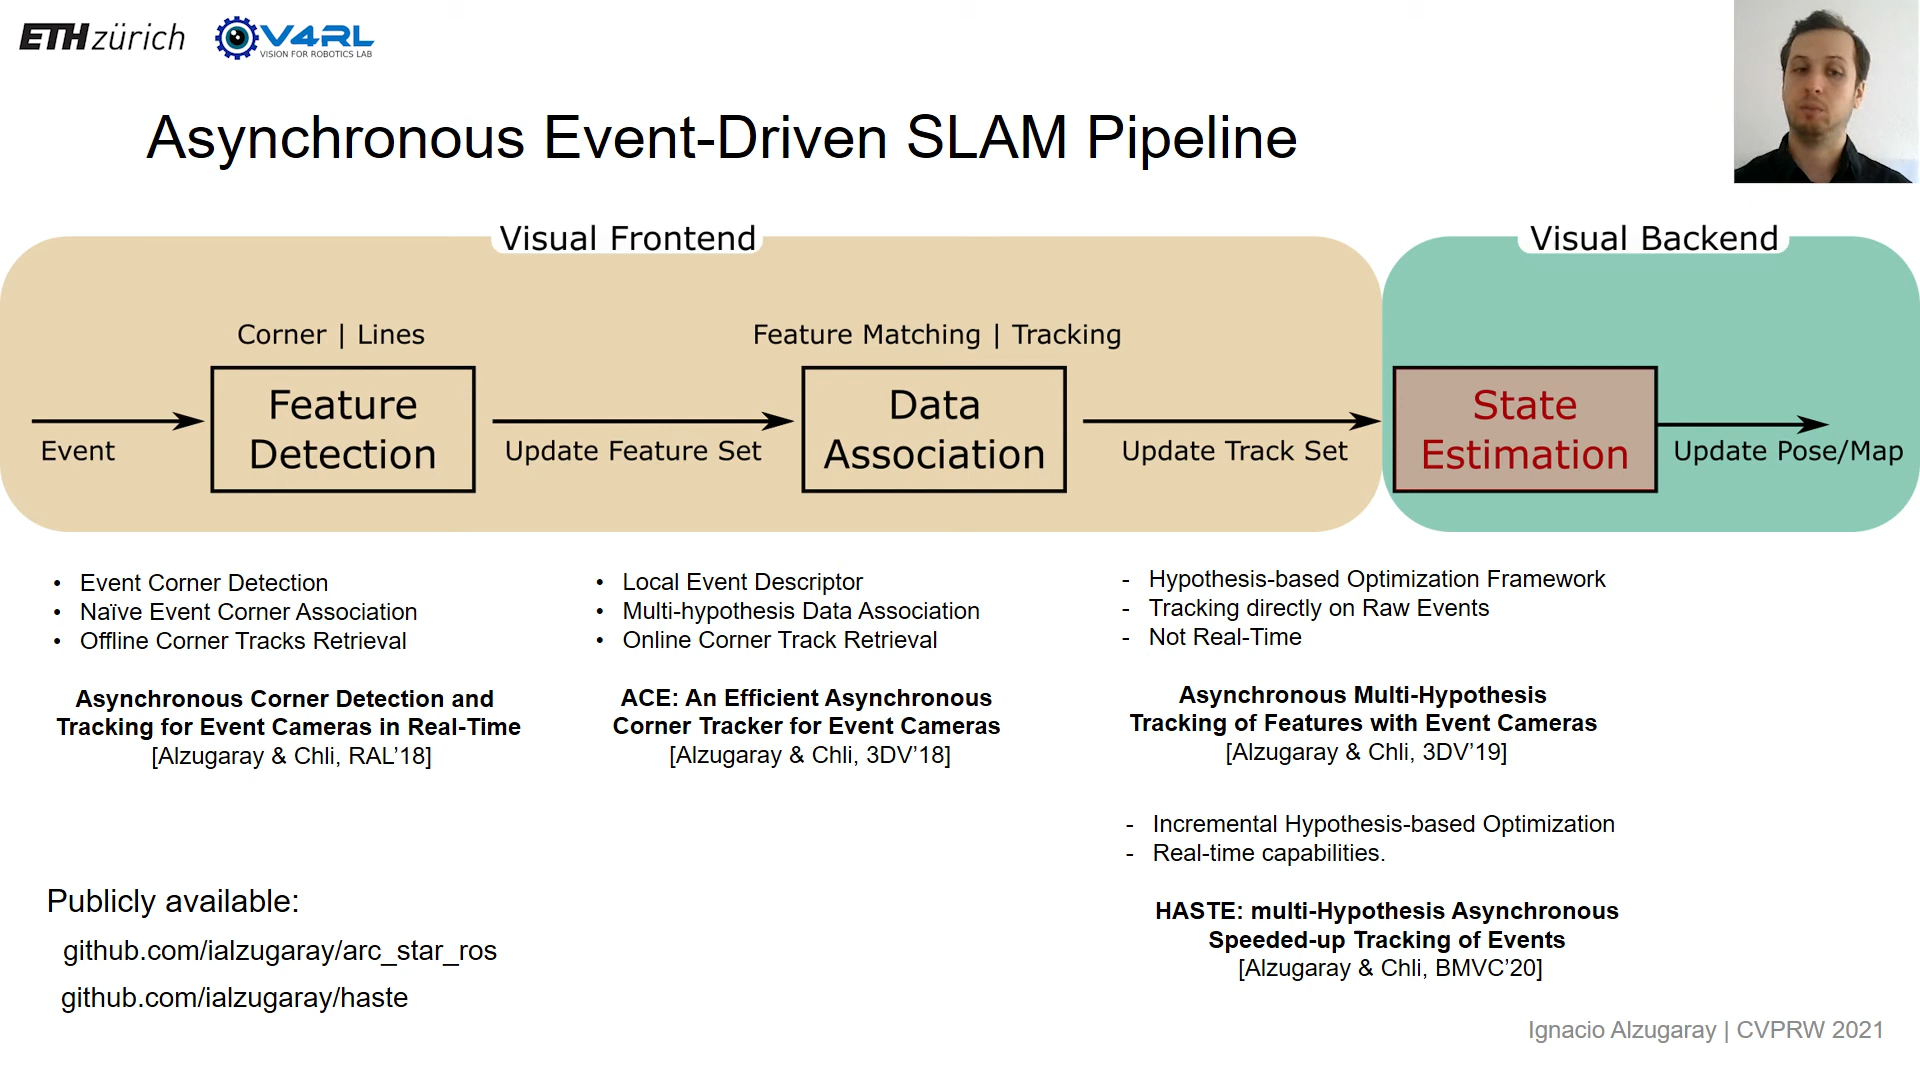 ETH zürich
V4RL
VISION FOR ROBOTICS LAB
Asynchronous Event-Driven SLAM Pipeline
Visual Frontend
Visual Backend
Corner | Lines
Feature Matching | Tracking
Feature
Detection
Data
Association
State
Estimation
Event
Update Feature Set
Update Track Set
Update Pose/Map
• Event Corner Detection
• Naïve Event Corner Association
• Offline Corner Tracks Retrieval
Asynchronous Corner Detection and
Tracking for Event Cameras in Real-Time
[Alzugaray & Chli, RAL’18]
• Local Event Descriptor
• Multi-hypothesis Data Association
• Online Corner Track Retrieval
ACE: An Efficient Asynchronous
Corner Tracker for Event Cameras
[Alzugaray & Chli, 3DV’18]
- Hypothesis-based Optimization Framework
- Tracking directly on Raw Events
- Not Real-Time
Asynchronous Multi-Hypothesis
Tracking of Features with Event Cameras
[Alzugaray & Chli, 3DV’19]
- Incremental Hypothesis-based Optimization
- Real-time capabilities.
HASTE: multi-Hypothesis Asynchronous
Speeded-up Tracking of Events
[Alzugaray & Chli, BMVC’20]
Publicly available:
github.com/ialzugaray/arc_star_ros
github.com/ialzugaray/haste
Ignacio Alzugaray | CVPRW 2021